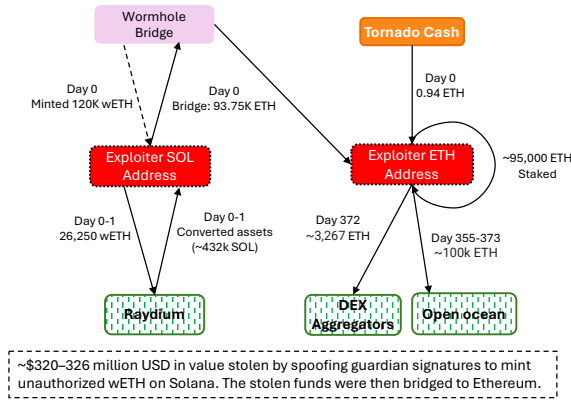 Wormhole
Bridge
Tornado Cash
Day 0
Minted 120K wETH
Day 0
Bridge: 93.75K ETH
Day 0
0.94 ETH
Exploiter SOL
Address
Exploiter ETH
Address
~95,000 ETH
Staked
Day 0-1
26,250 wETH
Day 0-1
Converted assets
(~432k SOL)
Day 372
~3,267 ETH
Day 355-373
~100k ETH
Raydium
DEX
Aggregators
Open ocean
~$320–326 million USD in value stolen by spoofing guardian signatures to mint
unauthorized wETH on Solana. The stolen funds were then bridged to Ethereum.